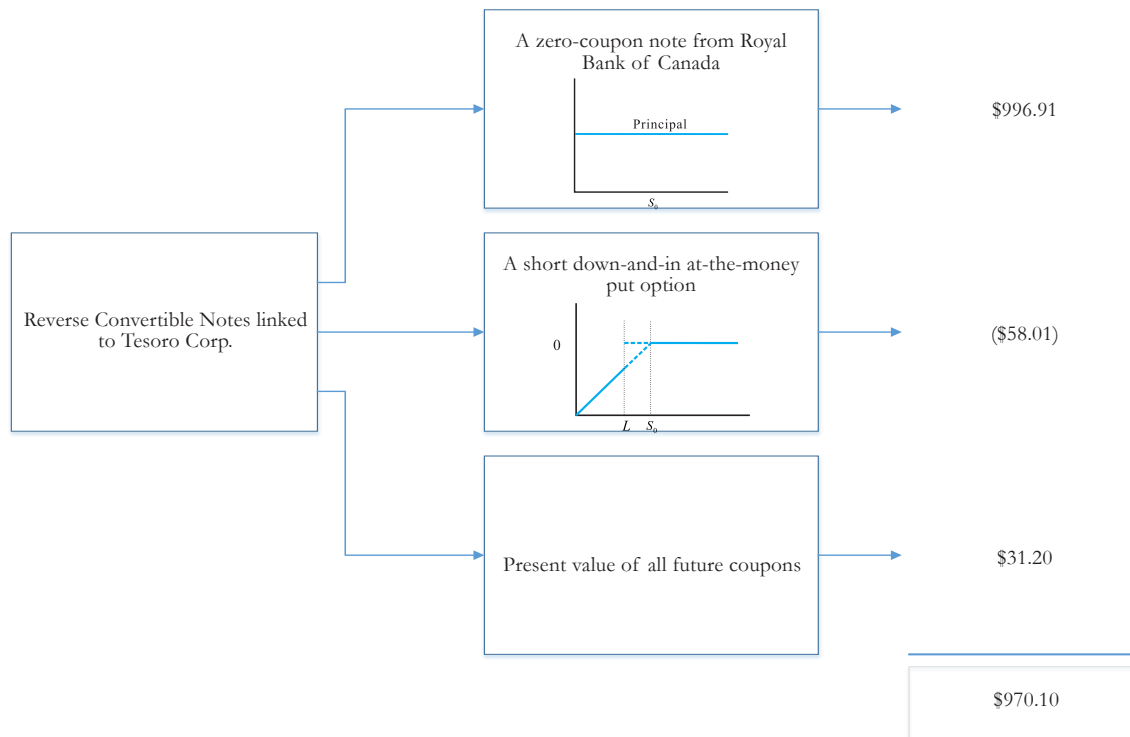 A zero-coupon note from Royal
Bank of Canada
Principal
S₀
$996.91
Reverse Convertible Notes linked
to Tesoro Corp.
A short down-and-in at-the-money
put option
0
L S₀
($58.01)
Present value of all future coupons
$31.20
$970.10